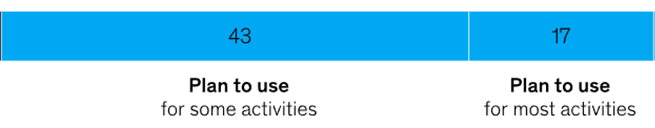 43
17
Plan to use
for some activities
Plan to use
for most activities